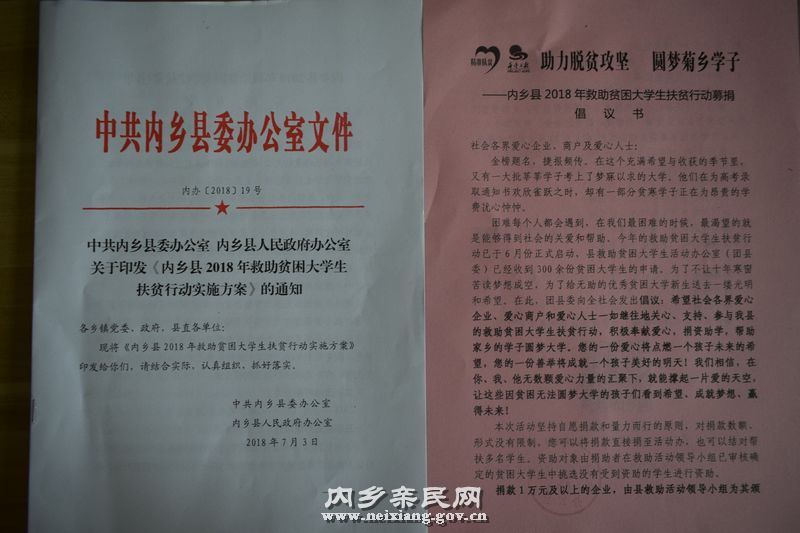 中共内乡县委办公室文件
内办〔2018〕19号
中共内乡县委办公室 内乡县人民政府办公室
关于印发《内乡县2018年救助贫困大学生
扶贫行动实施方案》的通知
各乡镇党委、政府，县直各单位：
现将《内乡县2018年救助贫困大学生扶贫行动实施方案》
印发给你们，请结合实际，认真组织，抓好落实。
中共内乡县委办公室
内乡县人民政府办公室
2018年7月3日
助力脱贫攻坚 圆梦菊乡学子
——内乡县2018年救助贫困大学生扶贫行动募捐
倡 议 书
社会各界爱心企业、商户及爱心人士：
金榜题名，捷报频传。在这个充满希望与收获的季节里，
又有一大批莘莘学子考上了梦寐以求的大学。他们在为高考录
取通知书欢欣雀跃之时，却有一部分贫寒学子正在为昂贵的学
费忧心忡忡。
困难每个人都会遇到，在我们最困难的时候，最渴望的就
是能够得到社会的关爱和帮助。今年的救助贫困大学生扶贫行
动已于6月份正式启动，县救助贫困大学生活动办公室（团县
委）已经收到300余份贫困大学生的申请。为了不让十年寒窗
苦读梦想成空，为了给无助的优秀贫困大学新生送去一缕光明
和希望。在此，团县委向全社会发出倡议：希望社会各界爱心
企业、爱心商户和爱心人士一如继往地关心、支持、参与我县
的救助贫困大学生扶贫行动，积极奉献爱心，捐资助学，帮助
家乡的学子圆梦大学。您的一份爱心将点燃一个孩子未来的希
望，您的一份善举将成就一个孩子美好的明天！我们相信，在
你、我、他无数颗爱心力量的汇聚下，就能撑起一片爱的天空，
让这些因贫困无法圆梦大学的孩子们看到希望、成就梦想、赢
得未来！
本次活动坚持自愿捐款和量力而行的原则，对捐款数额、
形式没有限制，您可以将捐款直接捐至活动办，也可以结对帮
扶多名学生。资助对象由捐助者在救助活动领导小组已审核确
定的贫困大学生中挑选没有受到资助的学生进行资助。
捐款1万元及以上的企业，由县救助活动领导小组为其颁
内乡亲民网
www.neixiang.gov.cn